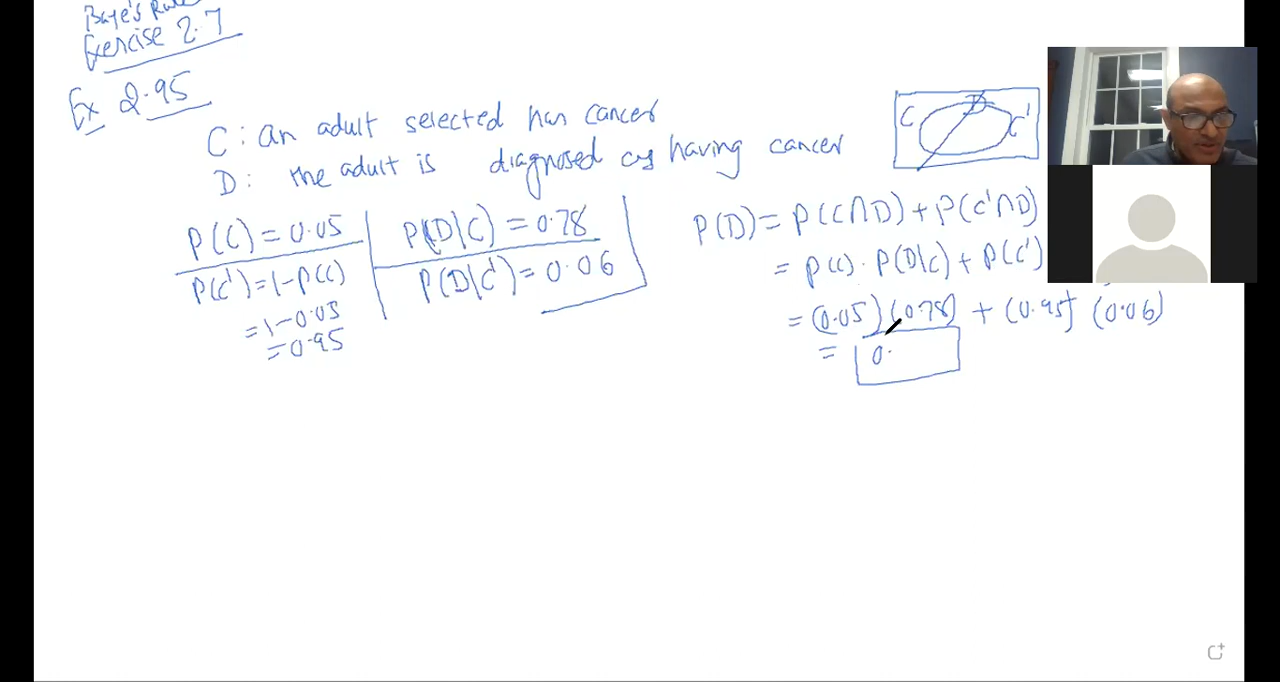 Baye's Rule
Exercise 2.7
Ex 2.95
C: an adult selected has cancer
D: the adult is diagnosed as having cancer
C D C'
P(C) = 0.05
P(C') = 1-P(C)
= 1-0.05
= 0.95
P(D|C) = 0.78
P(D|C') = 0.06
P(D) = P(C∩D) + P(C'∩D)
= P(C) · P(D|C) + P(C')
= (0.05) (0.78) + (0.95) (0.06)
= 0.